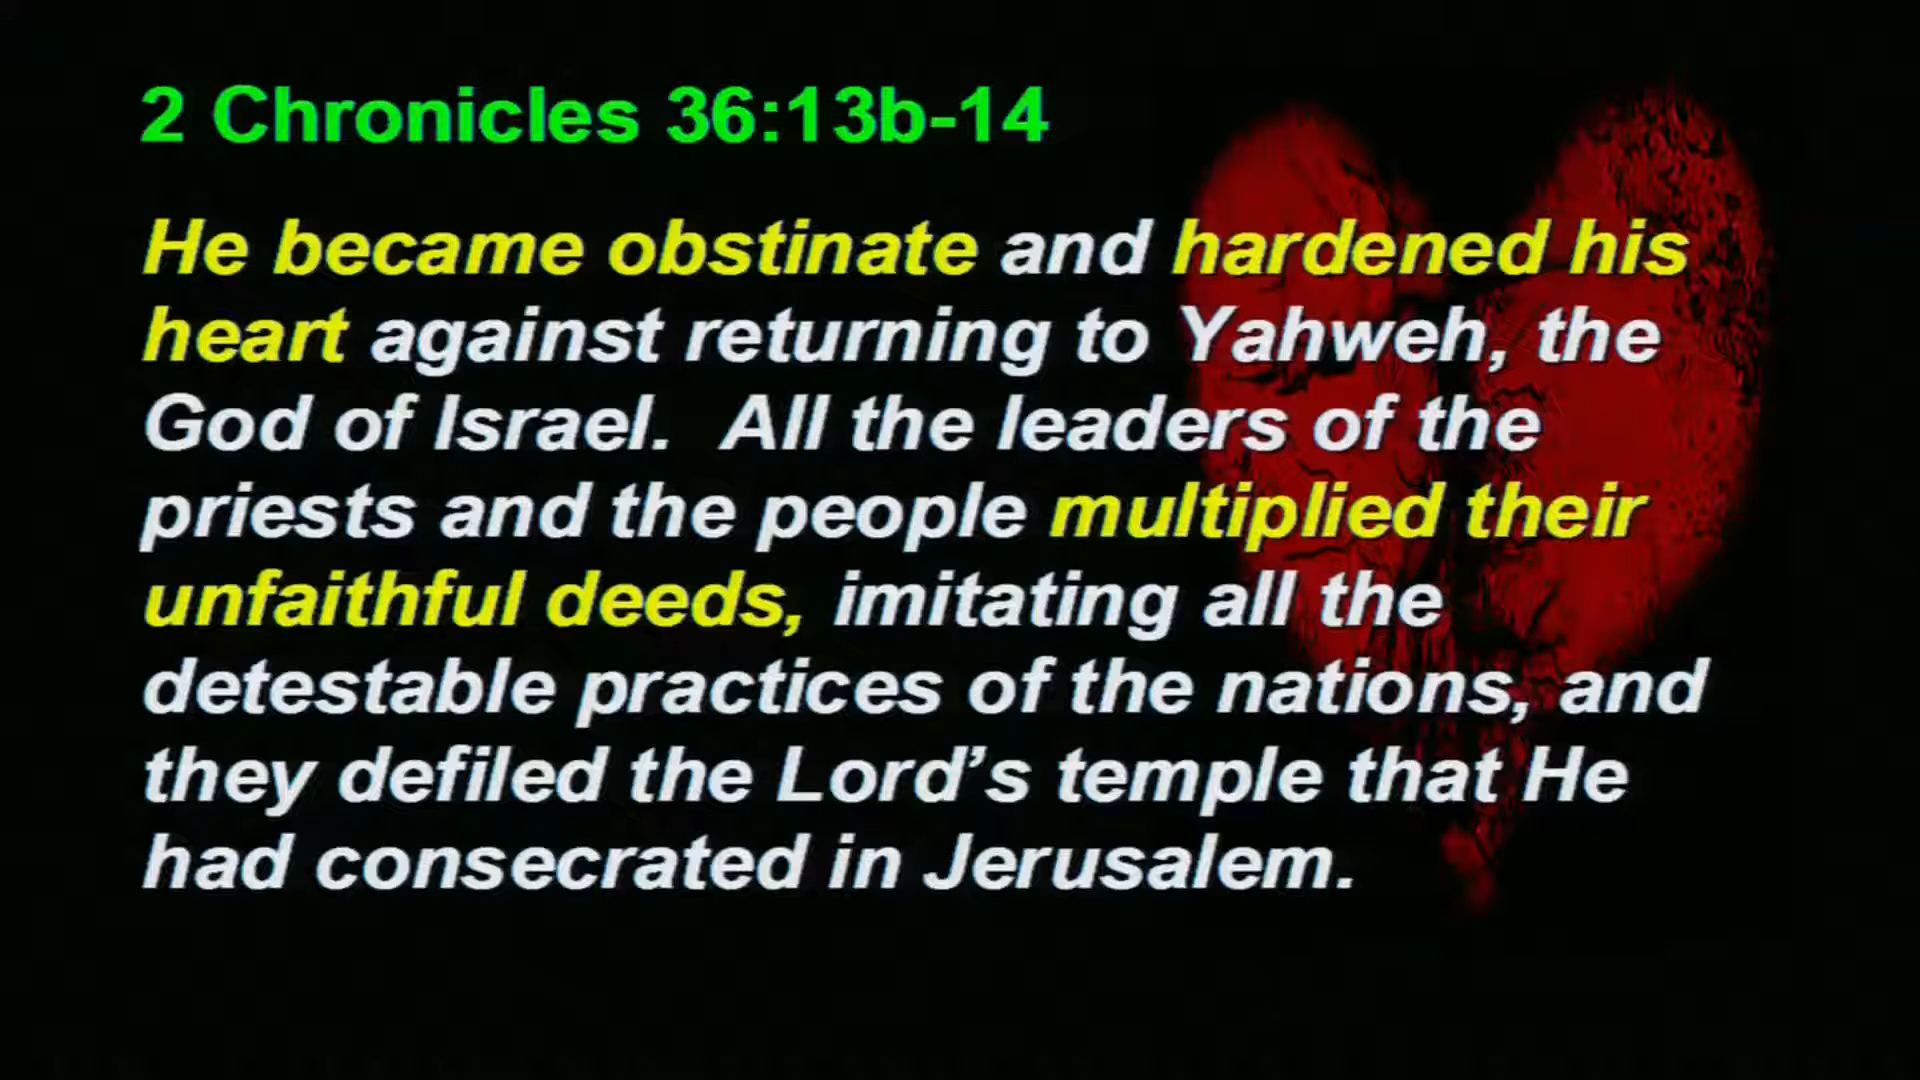 2 Chronicles 36:13b-14
He became obstinate and hardened his
heart against returning to Yahweh, the
God of Israel.  All the leaders of the
priests and the people multiplied their
unfaithful deeds, imitating all the
detestable practices of the nations, and
they defiled the Lord’s temple that He
had consecrated in Jerusalem.